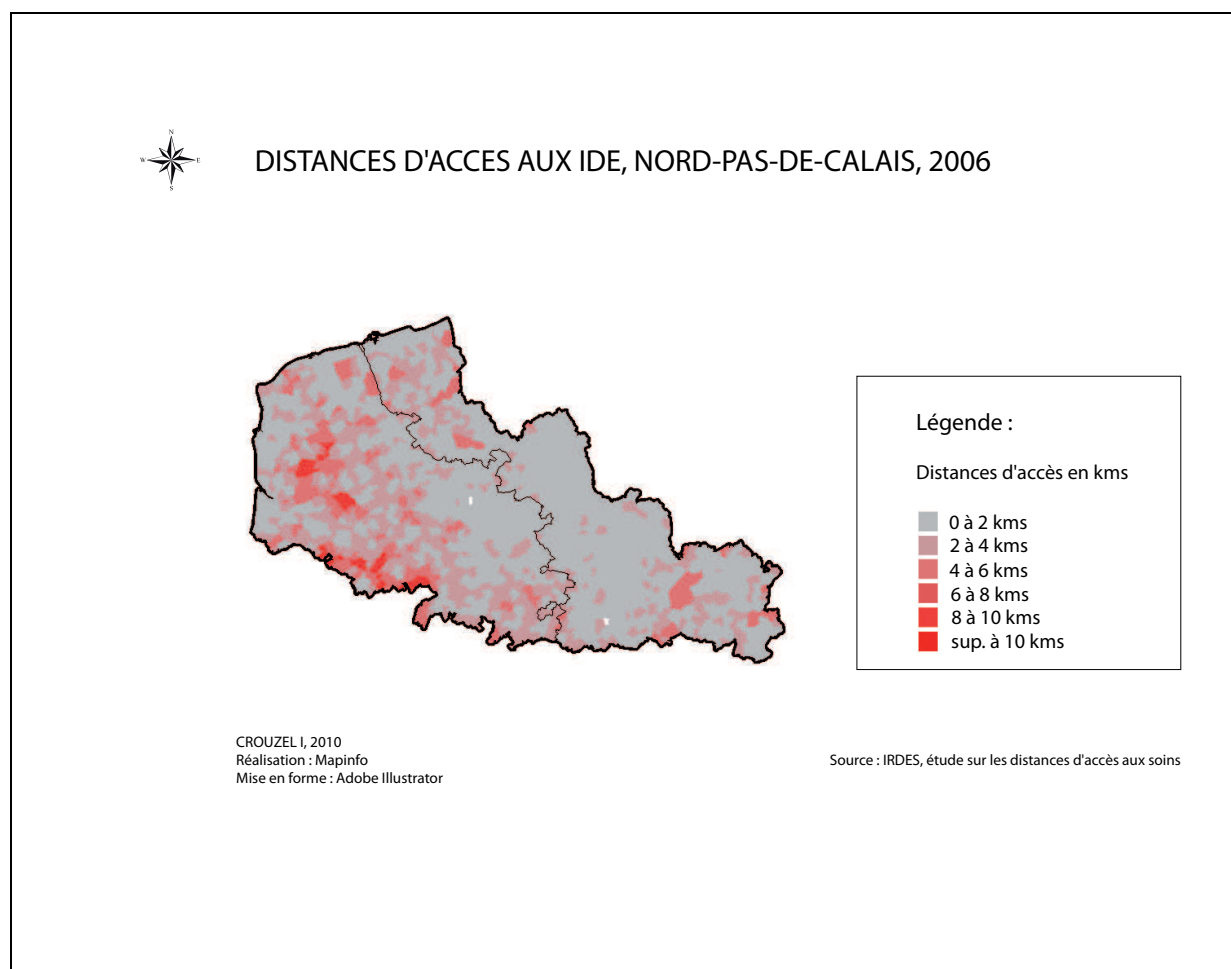 N
W E
S
DISTANCES D'ACCES AUX IDE, NORD-PAS-DE-CALAIS, 2006
Légende :
Distances d'accès en kms
0 à 2 kms
2 à 4 kms
4 à 6 kms
6 à 8 kms
8 à 10 kms
sup. à 10 kms
CROUZEL I, 2010
Réalisation : Mapinfo
Mise en forme : Adobe Illustrator
Source : IRDES, étude sur les distances d'accès aux soins